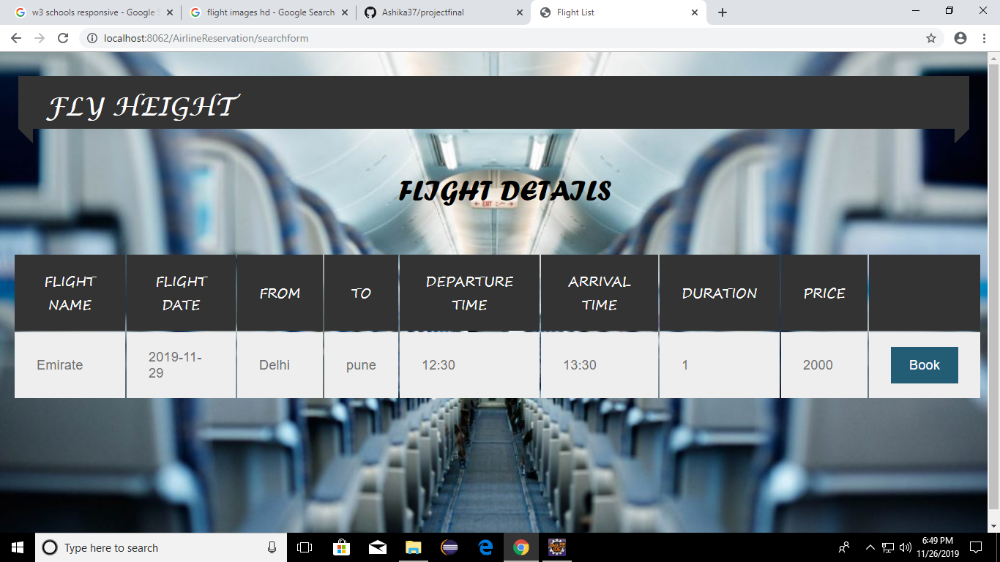 w3 schools responsive - Google S
flight images hd - Google Search
Ashika37/projectfinal
Flight List
localhost:8062/AirlineReservation/searchform
FLY HEIGHT
FLIGHT DETAILS
← EXIT →
FLIGHT NAME
FLIGHT DATE
FROM
TO
DEPARTURE TIME
ARRIVAL TIME
DURATION
PRICE
Emirate
2019-11-
29
Delhi
pune
12:30
13:30
1
2000
Book
Type here to search
6:49 PM
11/26/2019